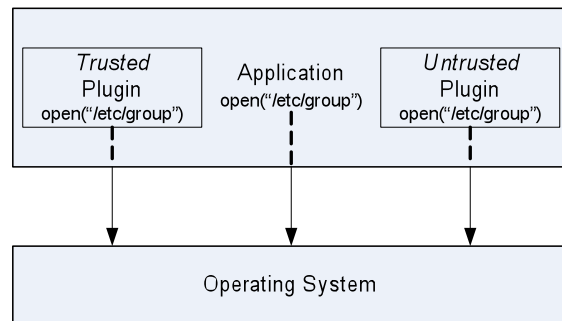 Trusted
Plugin
open(“/etc/group”)
Application
open(“/etc/group”)
Untrusted
Plugin
open(“/etc/group”)
Operating System